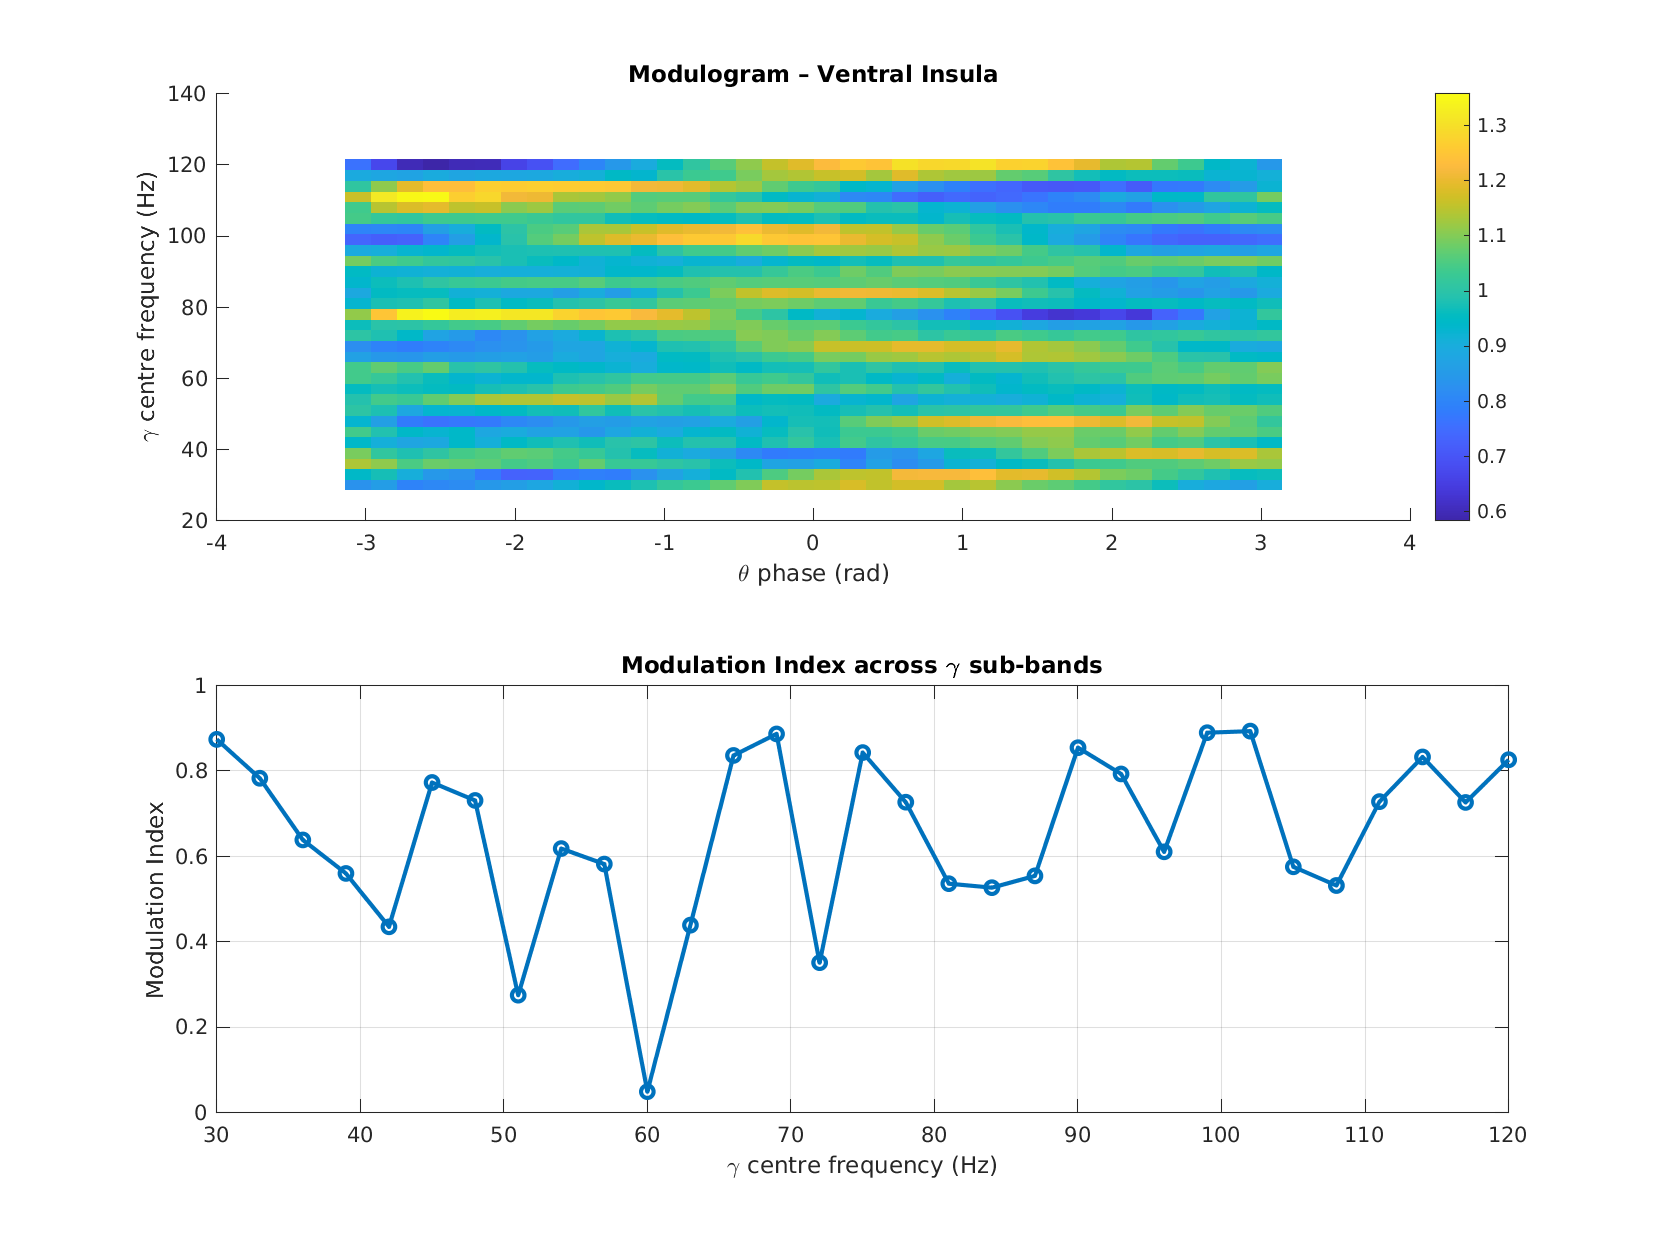 Modulogram – Ventral Insula
140
120
100
80
60
40
20
γ centre frequency (Hz)
-4 -3 -2 -1 0 1 2 3 4
θ phase (rad)
1.3
1.2
1.1
1
0.9
0.8
0.7
0.6
Modulation Index across γ sub-bands
1
0.8
0.6
0.4
0.2
0
Modulation Index
30 40 50 60 70 80 90 100 110 120
γ centre frequency (Hz)